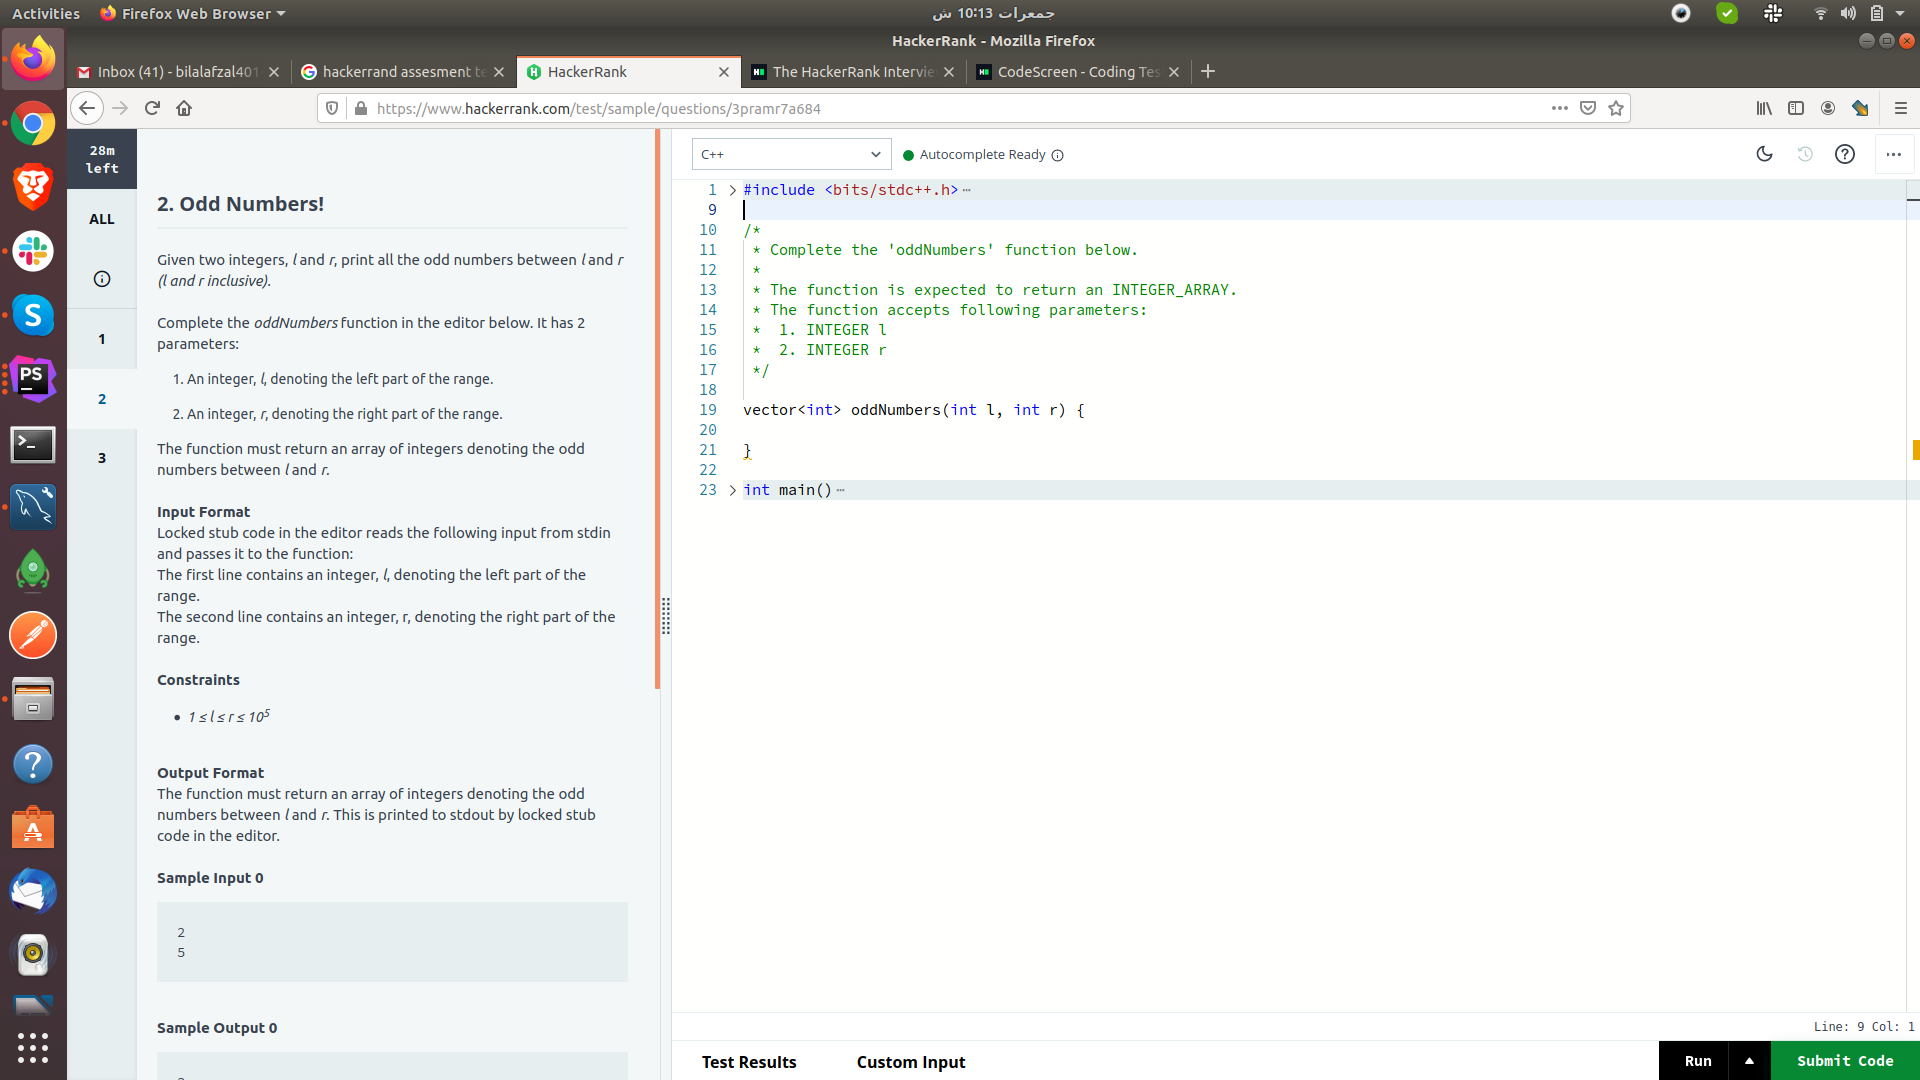 Activities
Firefox Web Browser
جمعرات 10:13 ش
HackerRank - Mozilla Firefox
Inbox (41) - bilalafzal401
hackerrand assesment te
HackerRank
The HackerRank Intervie
CodeScreen - Coding Tes
https://www.hackerrank.com/test/sample/questions/3pramr7a684
28m
left
ALL
1
2
3
2. Odd Numbers!
Given two integers, l and r, print all the odd numbers between l and r
(l and r inclusive).
Complete the oddNumbers function in the editor below. It has 2
parameters:
1. An integer, l, denoting the left part of the range.
2. An integer, r, denoting the right part of the range.
The function must return an array of integers denoting the odd
numbers between l and r.
Input Format
Locked stub code in the editor reads the following input from stdin
and passes it to the function:
The first line contains an integer, l, denoting the left part of the
range.
The second line contains an integer, r, denoting the right part of the
range.
Constraints
• 1 ≤ l ≤ r ≤ 10⁵
Output Format
The function must return an array of integers denoting the odd
numbers between l and r. This is printed to stdout by locked stub
code in the editor.
Sample Input 0
2
5
Sample Output 0
C++
Autocomplete Ready
1 #include <bits/stdc++.h>
9
10 /*
11 * Complete the 'oddNumbers' function below.
12 *
13 * The function is expected to return an INTEGER_ARRAY.
14 * The function accepts following parameters:
15 * 1. INTEGER l
16 * 2. INTEGER r
17 */
18
19 vector<int> oddNumbers(int l, int r) {
20
21 }
22
23 int main()
Line: 9 Col: 1
Test Results
Custom Input
Run
Submit Code